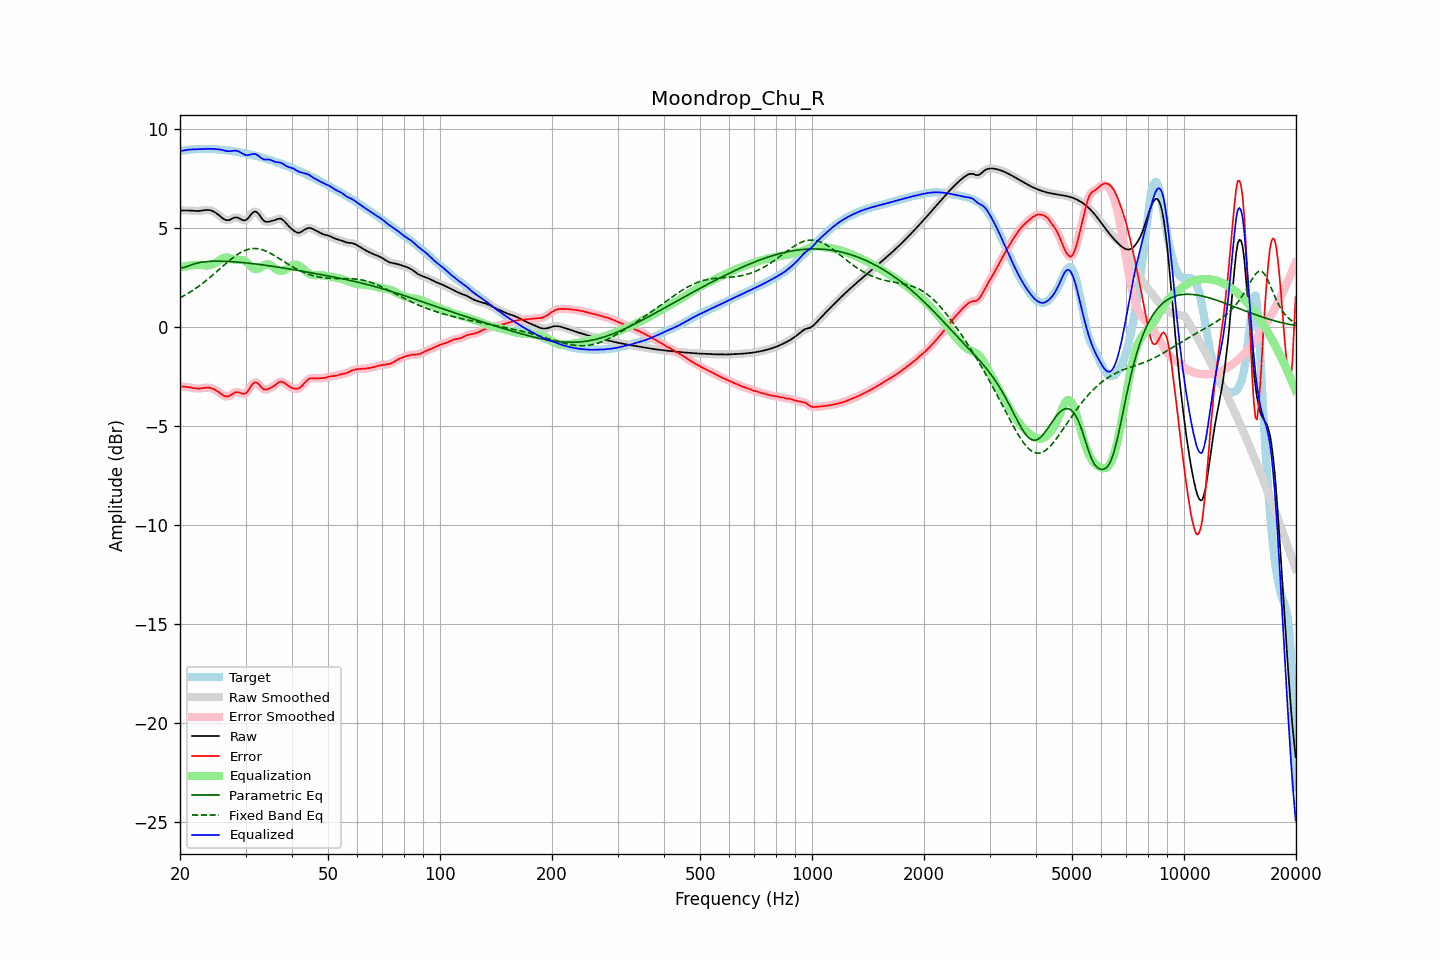 Moondrop_Chu_R
10
5
0
−5
−10
−15
−20
−25
Amplitude (dBr)
Target
Raw Smoothed
Error Smoothed
Raw
Error
Equalization
Parametric Eq
Fixed Band Eq
Equalized
20 50 100 200 500 1000 2000 5000 10000 20000
Frequency (Hz)